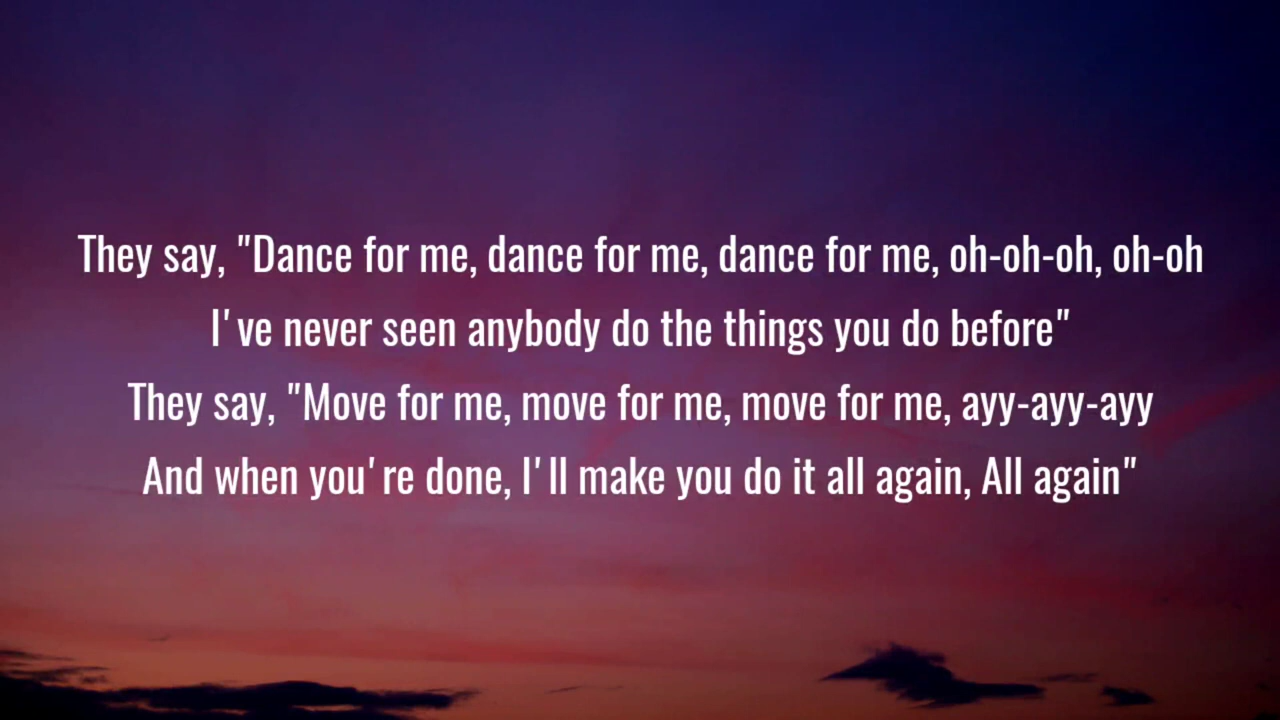 They say, "Dance for me, dance for me, dance for me, oh-oh-oh, oh-oh
I've never seen anybody do the things you do before"
They say, "Move for me, move for me, move for me, ayy-ayy-ayy
And when you're done, I'll make you do it all again, All again"